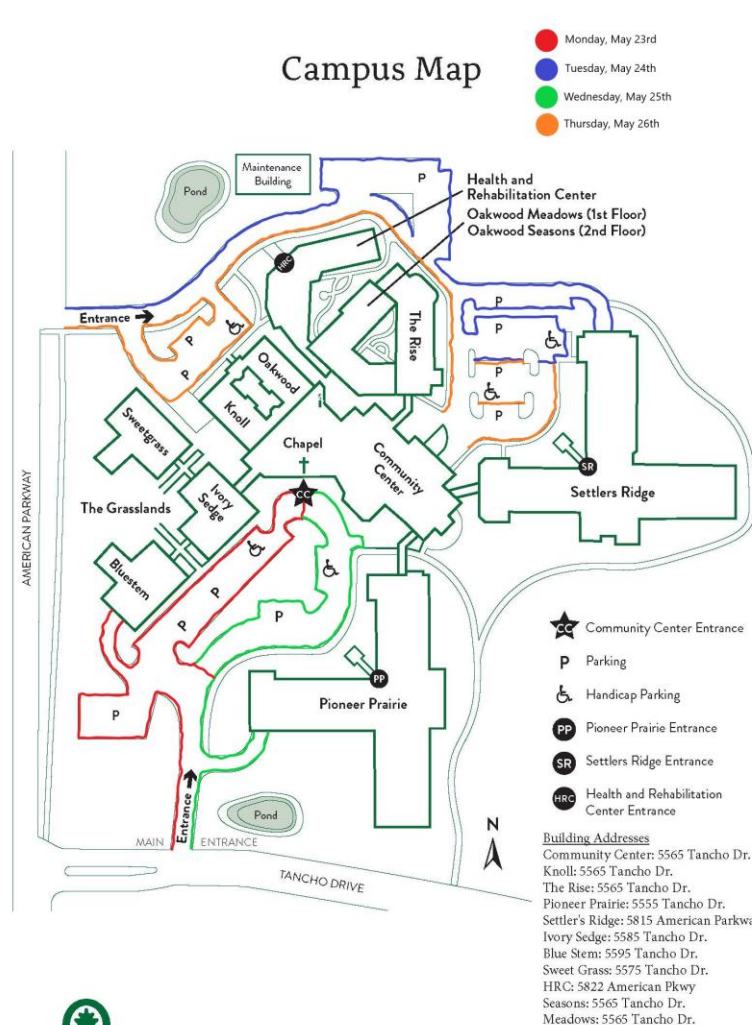 Campus Map
Monday, May 23rd
Tuesday, May 24th
Wednesday, May 25th
Thursday, May 26th
Maintenance
Building
Pond
P
Health and
Rehabilitation Center
Oakwood Meadows (1st Floor)
Oakwood Seasons (2nd Floor)
HRC
Entrance
P
P
P
P
P
P
The Rise
Oakwood
Knoll
Sweetgrass
Chapel
Community
Center
SR
Settlers Ridge
Ivory
Sedge
The Grasslands
CC
AMERICAN PARKWAY
Bluestem
P
P
P
P
PP
Pioneer Prairie
Entrance
Pond
MAIN ENTRANCE
TANCHO DRIVE
CC Community Center Entrance
P Parking
Handicap Parking
PP Pioneer Prairie Entrance
SR Settlers Ridge Entrance
HRC Health and Rehabilitation
Center Entrance
N
Building Addresses
Community Center: 5565 Tancho Dr.
Knoll: 5565 Tancho Dr.
The Rise: 5565 Tancho Dr.
Pioneer Prairie: 5555 Tancho Dr.
Settler's Ridge: 5815 American Parkwa
Ivory Sedge: 5585 Tancho Dr.
Blue Stem: 5595 Tancho Dr.
Sweet Grass: 5575 Tancho Dr.
HRC: 5822 American Pkwy
Seasons: 5565 Tancho Dr.
Meadows: 5565 Tancho Dr.